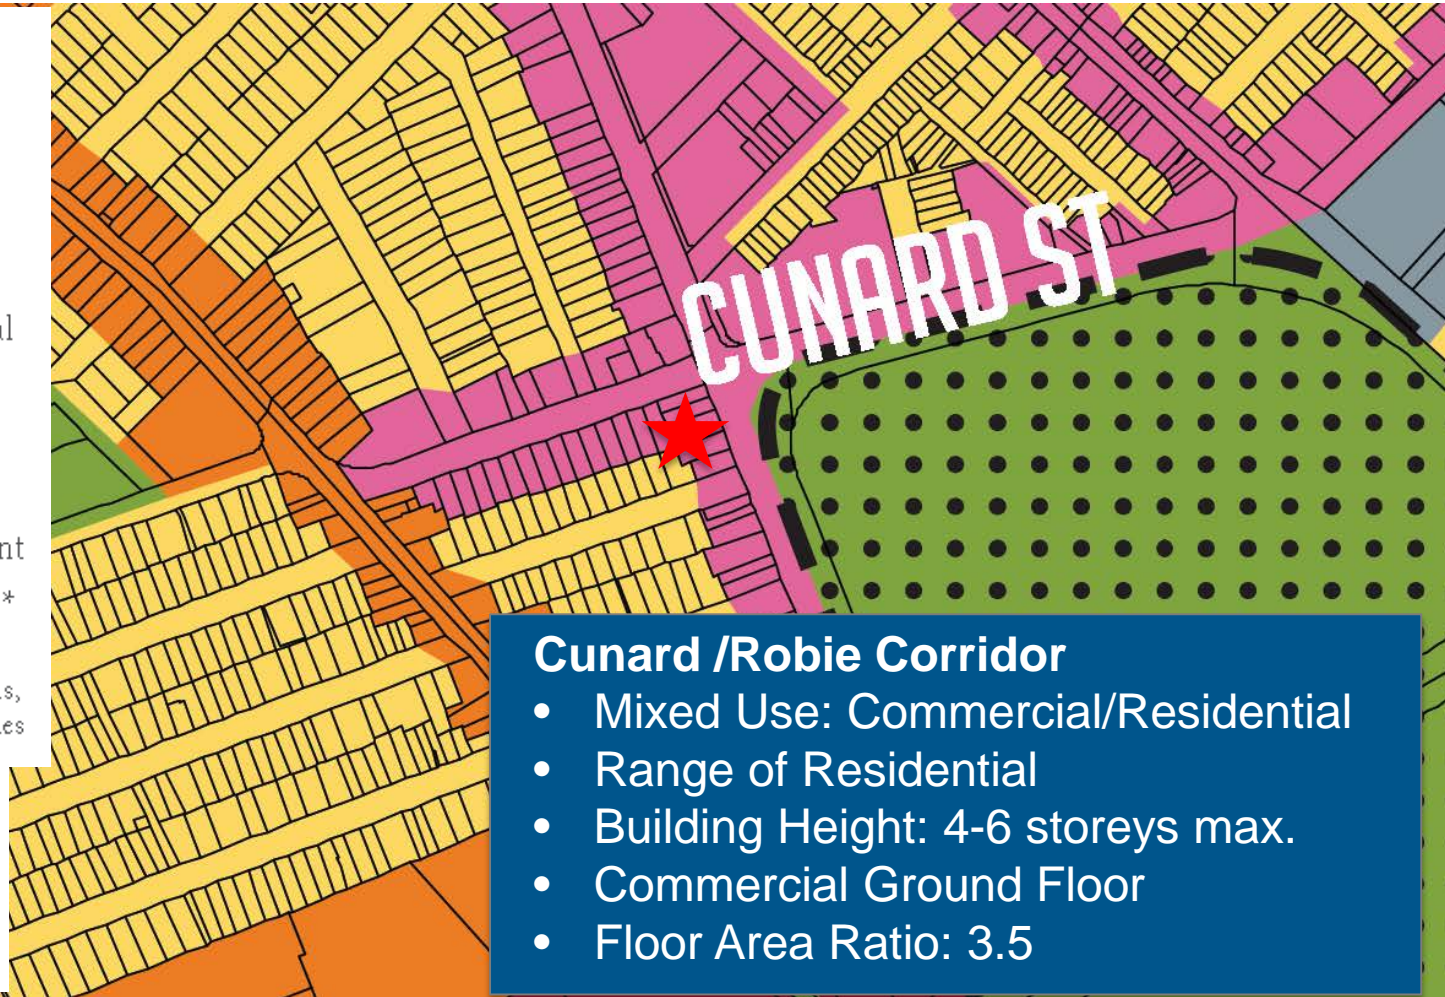 CUNARD ST
*
Cunard /Robie Corridor
• Mixed Use: Commercial/Residential
• Range of Residential
• Building Height: 4-6 storeys max.
• Commercial Ground Floor
• Floor Area Ratio: 3.5